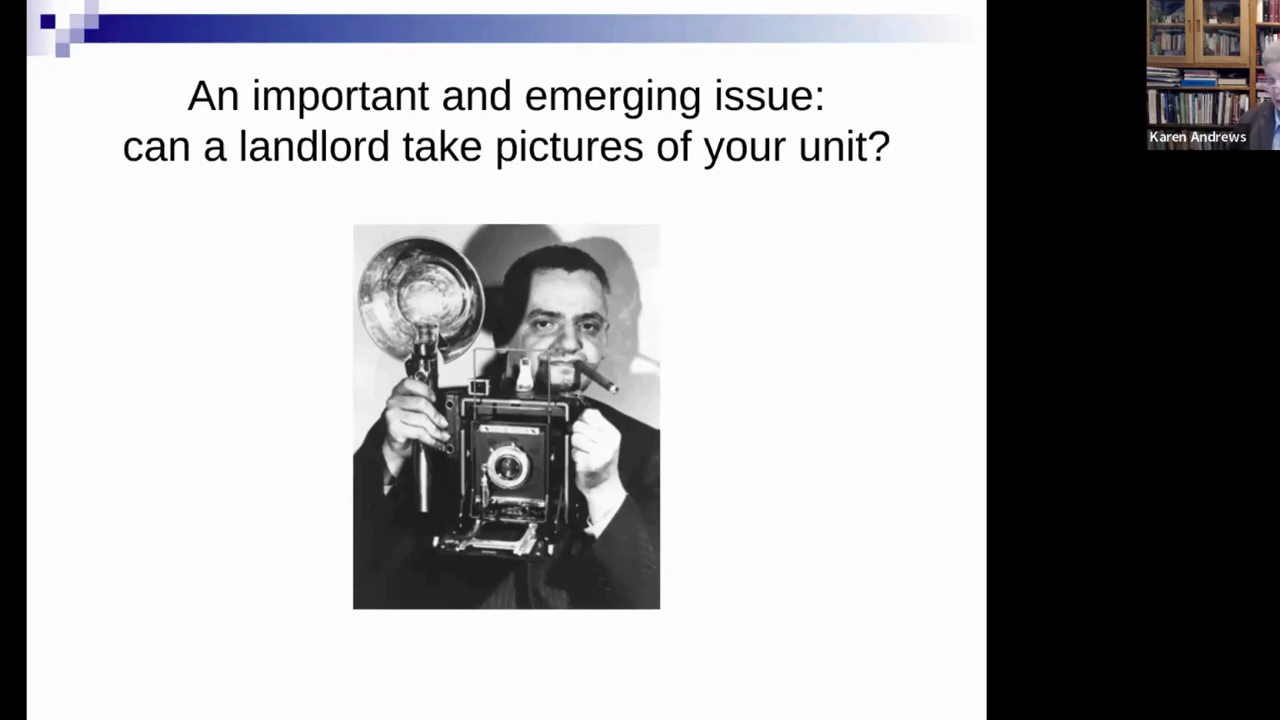 An important and emerging issue:
can a landlord take pictures of your unit?
Karen Andrews